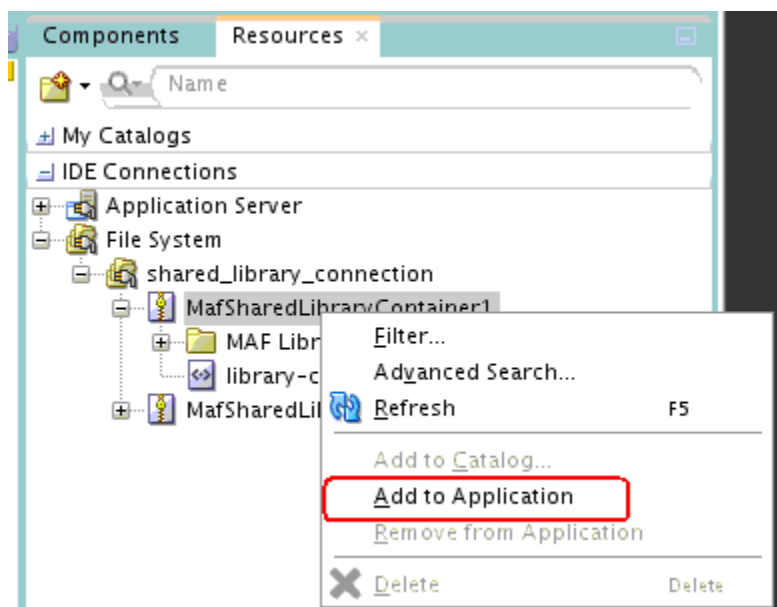 Components Resources
Name
My Catalogs
IDE Connections
Application Server
File System
shared_library_connection
MafSharedLibraryContainer1
Filter...
MAF Libr
Advanced Search...
library-c
Refresh F5
MafSharedLi
Add to Catalog...
Add to Application
Remove from Application
Delete Delete